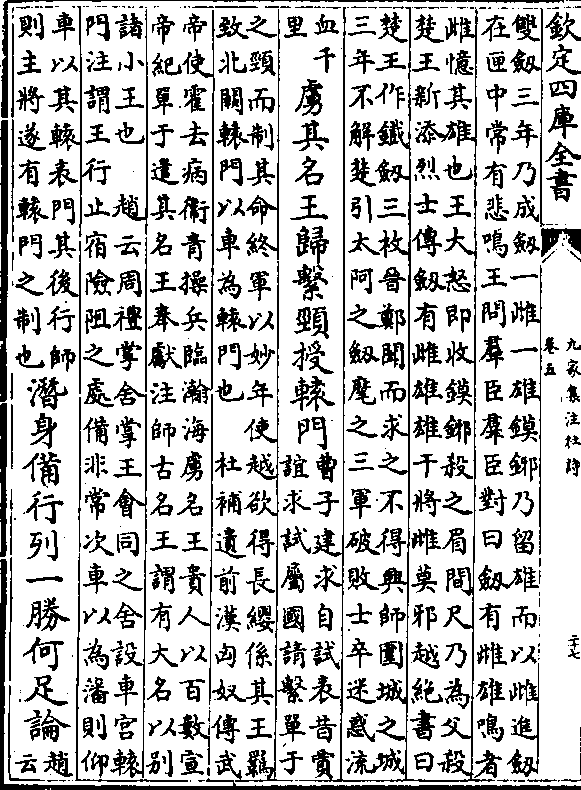 欽定四庫全書
九家集注杜詩
卷五
雙劔三年乃成劔一雌一雄鏌鋣乃留雄而以雌進劔
在匣中常有悲鳴王問羣臣羣臣對曰劔有雌雄鳴者
雌憶其雄也王大怒即收鏌鋣殺之眉間尺乃為父殺
楚王新添烈士傳劔有雌雄雄干將雌莫邪越絕書曰
楚王作鐵劔三枚晉鄭聞而求之不得興師圍城之城
三年不解楚引太阿之劔麾之三軍破敗士卒迷惑流
血千
里
虜其名王歸繫頸授轅門
曹子建求自試表昔賈
誼求試屬國請繫單于
之頸而制其命終軍以妙年使越欲得長纓係其王羈
致北闕轅門以車為轅門也 杜補遺前漢匈奴傳武
帝使霍去病衞青操兵臨瀚海虜名王貴人以百數宣
帝紀單于遣其名王奉獻注師古名王謂有大名以別
諸小王也 趙云周禮掌舍掌王會同之舍設車宮轅
門注謂王行止宿險阻之處備非常次車以為藩則仰
車以其轅表門其後行師
則主將遂有轅門之制也
潛身備行列一勝何足論
趙
云